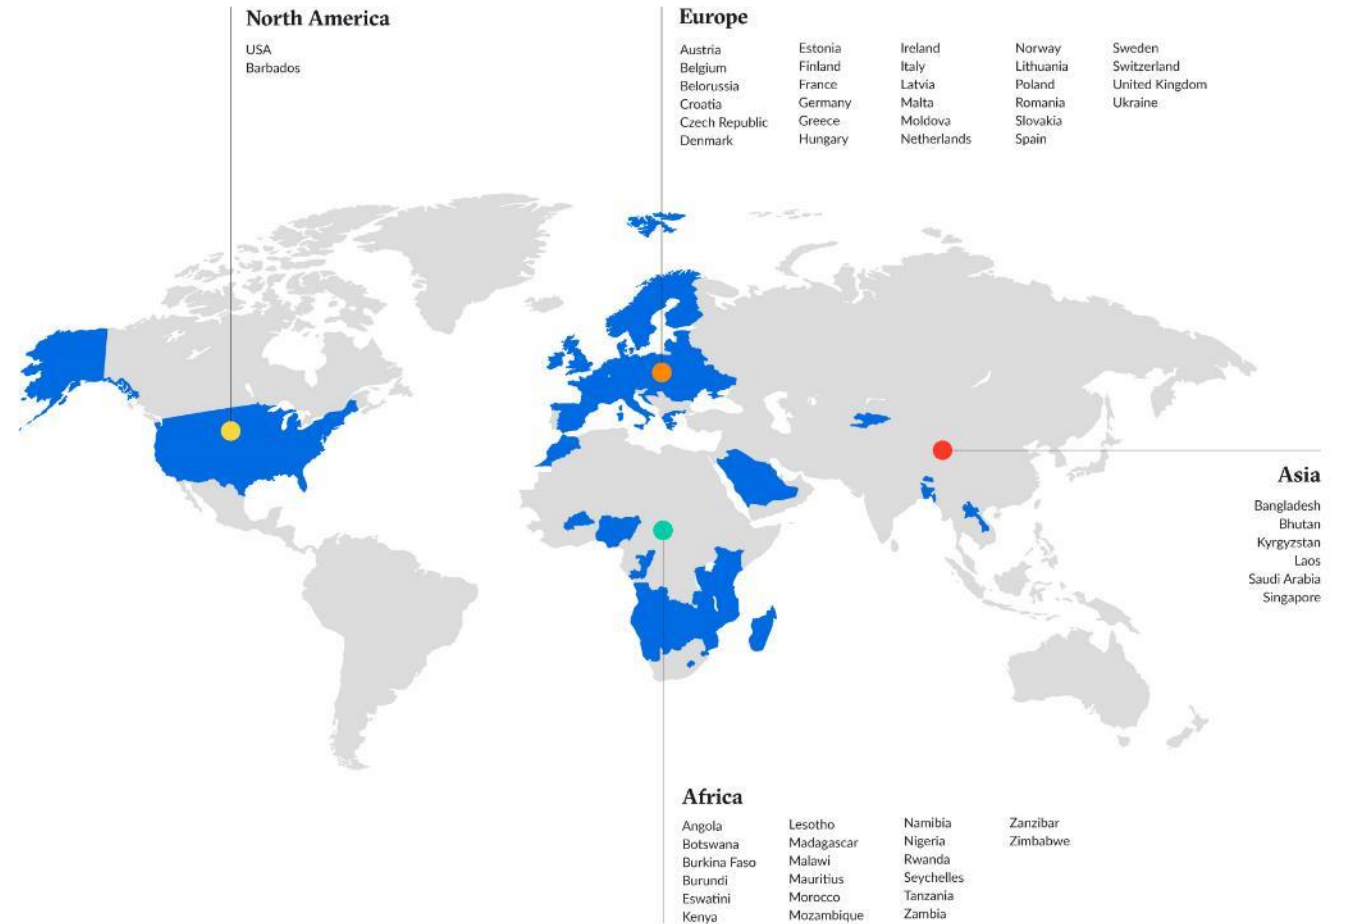 North America
USA
Barbados
Europe
Austria
Belgium
Belorussia
Croatia
Czech Republic
Denmark
Estonia
Finland
France
Germany
Greece
Hungary
Ireland
Italy
Latvia
Malta
Moldova
Netherlands
Norway
Lithuania
Poland
Romania
Slovakia
Spain
Sweden
Switzerland
United Kingdom
Ukraine
Asia
Bangladesh
Bhutan
Kyrgyzstan
Laos
Saudi Arabia
Singapore
Africa
Angola
Botswana
Burkina Faso
Burundi
Eswatini
Kenya
Lesotho
Madagascar
Malawi
Mauritius
Morocco
Mozambique
Namibia
Nigeria
Rwanda
Seychelles
Tanzania
Zambia
Zanzibar
Zimbabwe